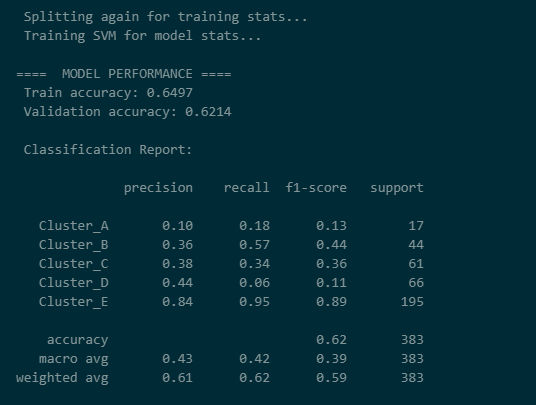 Splitting again for training stats...
Training SVM for model stats...
==== MODEL PERFORMANCE ====
Train accuracy: 0.6497
Validation accuracy: 0.6214
Classification Report:
precision recall f1-score support
Cluster_A 0.10 0.18 0.13 17
Cluster_B 0.36 0.57 0.44 44
Cluster_C 0.38 0.34 0.36 61
Cluster_D 0.44 0.06 0.11 66
Cluster_E 0.84 0.95 0.89 195
accuracy 0.62 383
macro avg 0.43 0.42 0.39 383
weighted avg 0.61 0.62 0.59 383